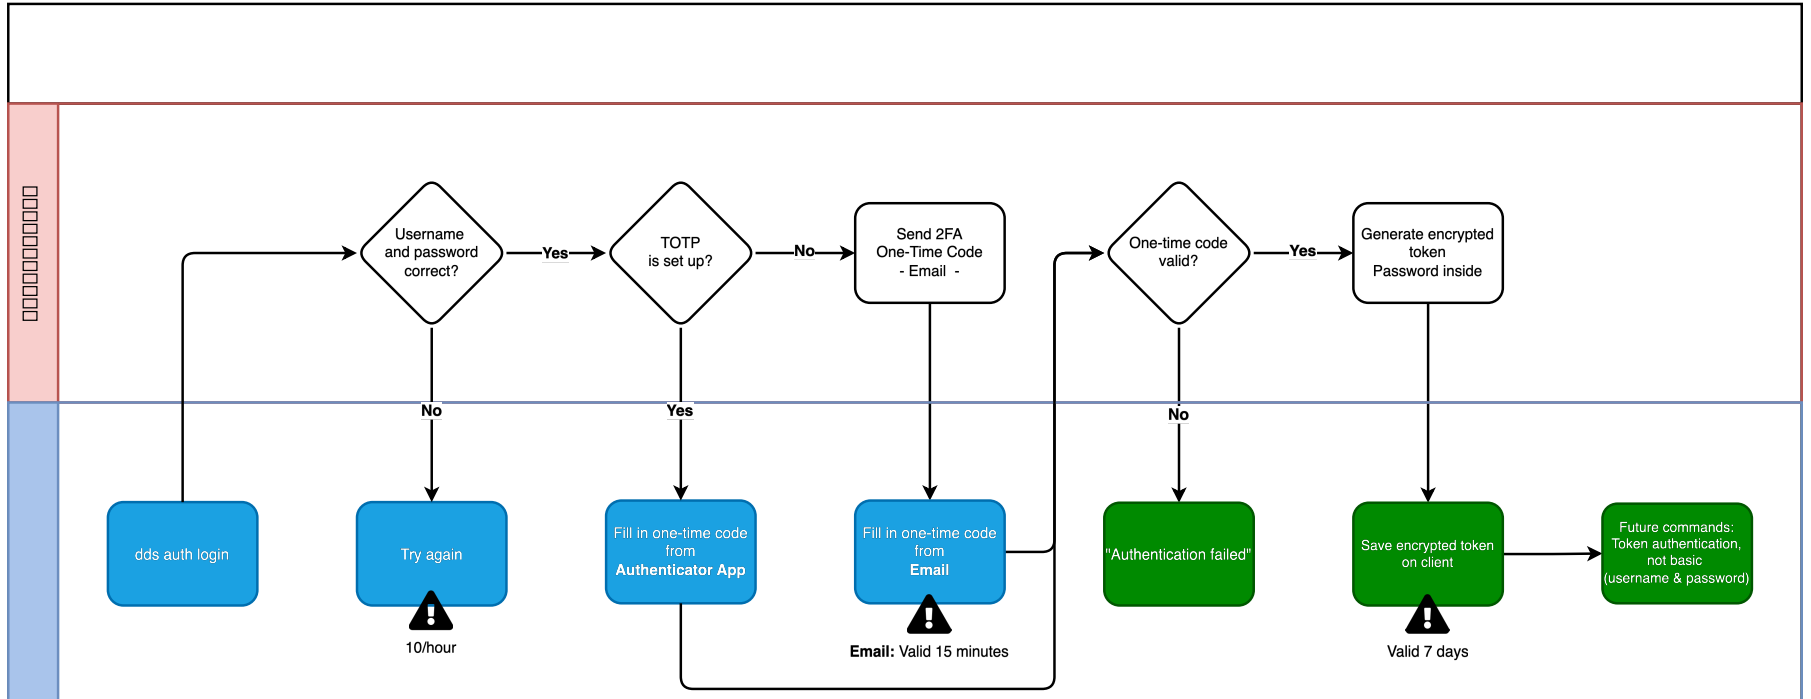 Username
and password
correct?
Yes
TOTP
is set up?
No
Send 2FA
One-Time Code
- Email -
One-time code
valid?
Yes
Generate encrypted
token
Password inside
No
Yes
No
dds auth login
Try again
10/hour
Fill in one-time code
from
Authenticator App
Fill in one-time code
from
Email
Email: Valid 15 minutes
"Authentication failed"
Save encrypted token
on client
Valid 7 days
Future commands:
Token authentication,
not basic
(username & password)